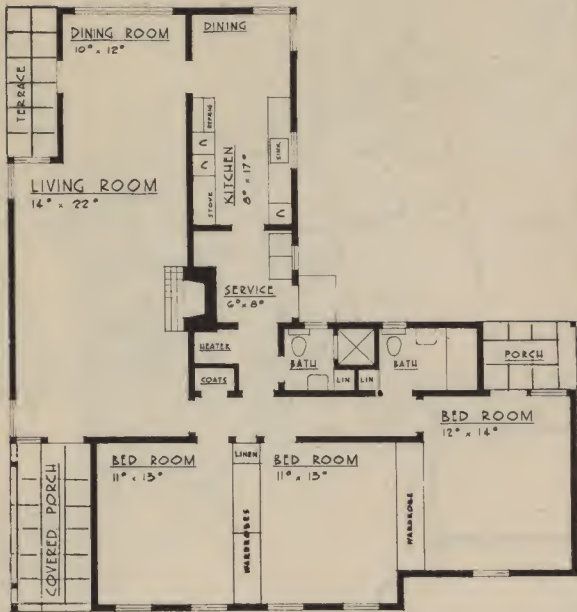 DINING ROOM
10° x 12°
DINING
TERRACE
REFRIG
C
C
STOVE
KITCHEN
8° x 17°
SINK
C
LIVING ROOM
14° x 22°
SERVICE
6° x 8°
HEATER
COATS
BATH
LIN
LIN
BATH
PORCH
BED ROOM
12° x 14°
COVERED PORCH
BED ROOM
11° x 13°
LINEN
WARDROBES
BED ROOM
11° x 13°
WARDROBE